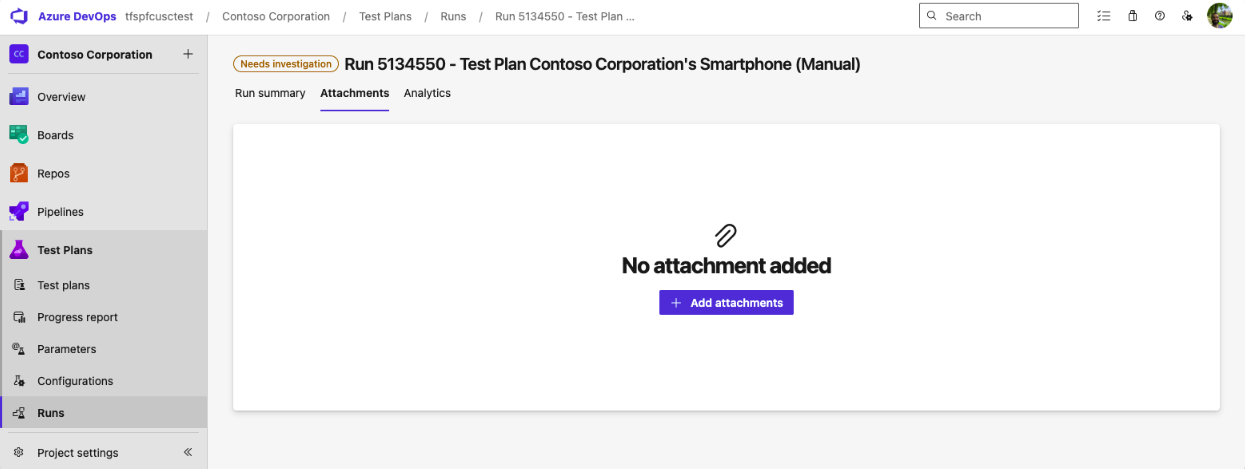 Azure DevOps tfspfcusctest / Contoso Corporation / Test Plans / Runs / Run 5134550 - Test Plan ...
Search
CC Contoso Corporation
Overview
Boards
Repos
Pipelines
Test Plans
Test plans
Progress report
Parameters
Configurations
Runs
Project settings
Needs investigation Run 5134550 - Test Plan Contoso Corporation's Smartphone (Manual)
Run summary Attachments Analytics
No attachment added
Add attachments